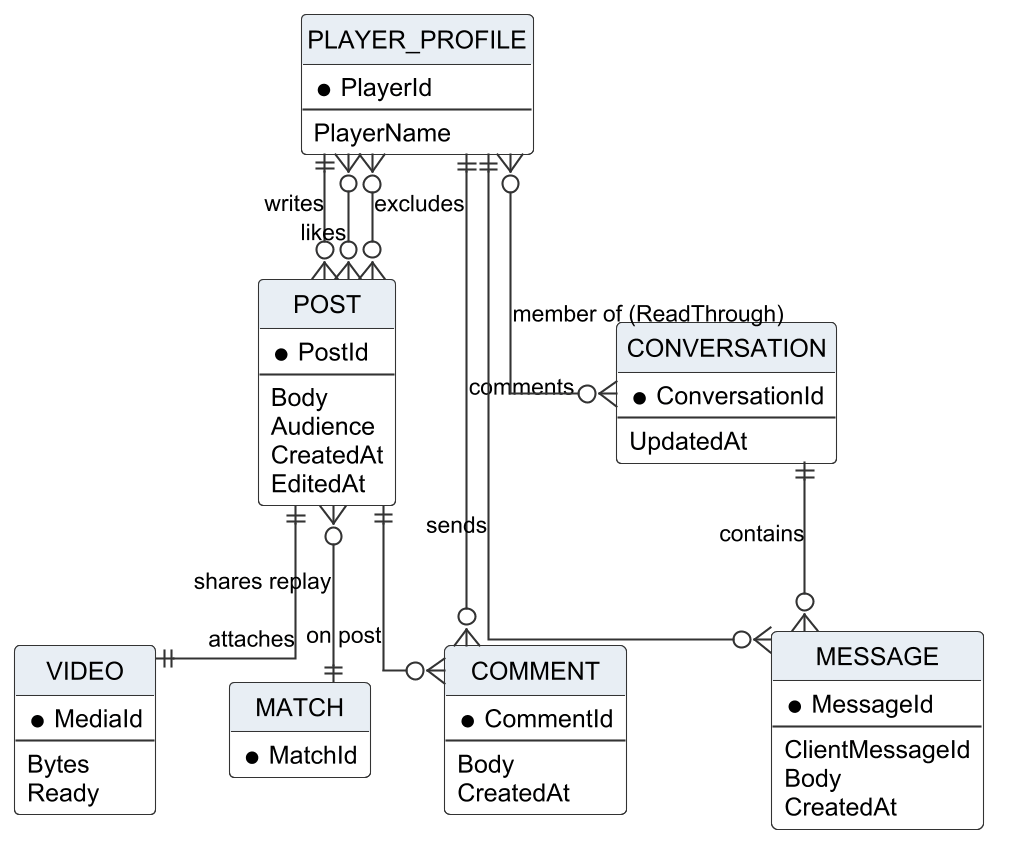 PLAYER_PROFILE
PlayerId
PlayerName
writes
excludes
likes
POST
PostId
Body
Audience
CreatedAt
EditedAt
member of (ReadThrough)
CONVERSATION
comments
ConversationId
UpdatedAt
sends
contains
shares replay
attaches
on post
VIDEO
MediaId
Bytes
Ready
MATCH
MatchId
COMMENT
CommentId
Body
CreatedAt
MESSAGE
MessageId
ClientMessageId
Body
CreatedAt